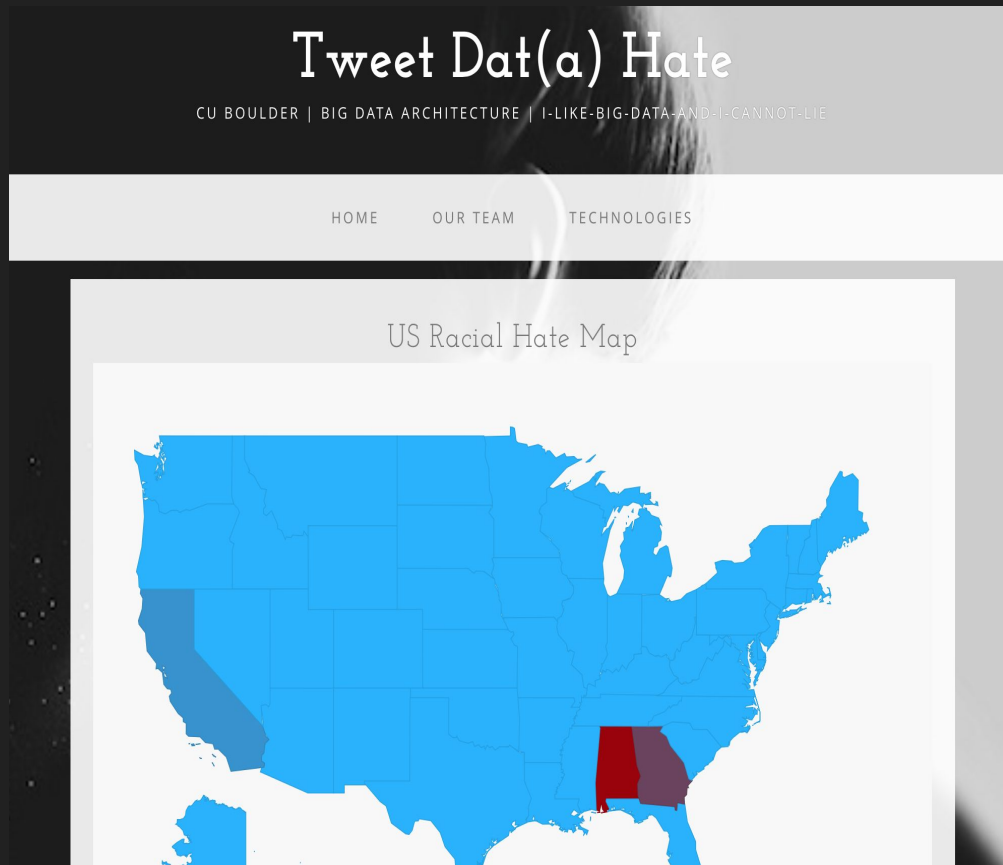 Tweet Dat(a) Hate
CU BOULDER | BIG DATA ARCHITECTURE | I-LIKE-BIG-DATA-AND-I-CANNOT-LIE
HOME OUR TEAM TECHNOLOGIES
US Racial Hate Map